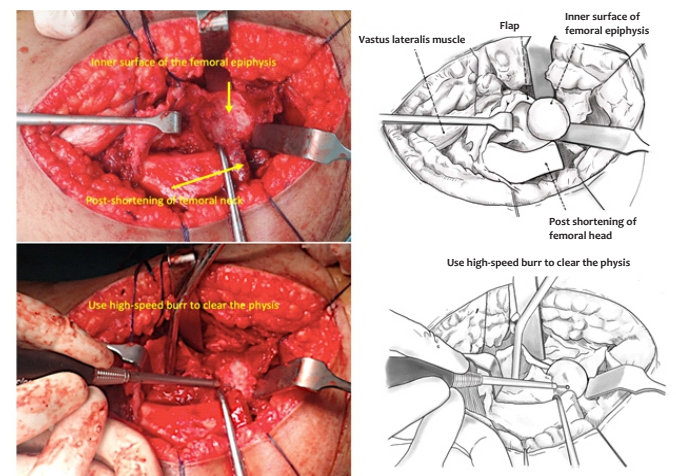 Inner surface of the femoral epiphysis
Post-shortening of femoral neck
Flap
Inner surface of
femoral epiphysis
Vastus lateralis muscle
Post shortening of
femoral head
Use high-speed burr to clear the physis
Use high-speed burr to clear the physis